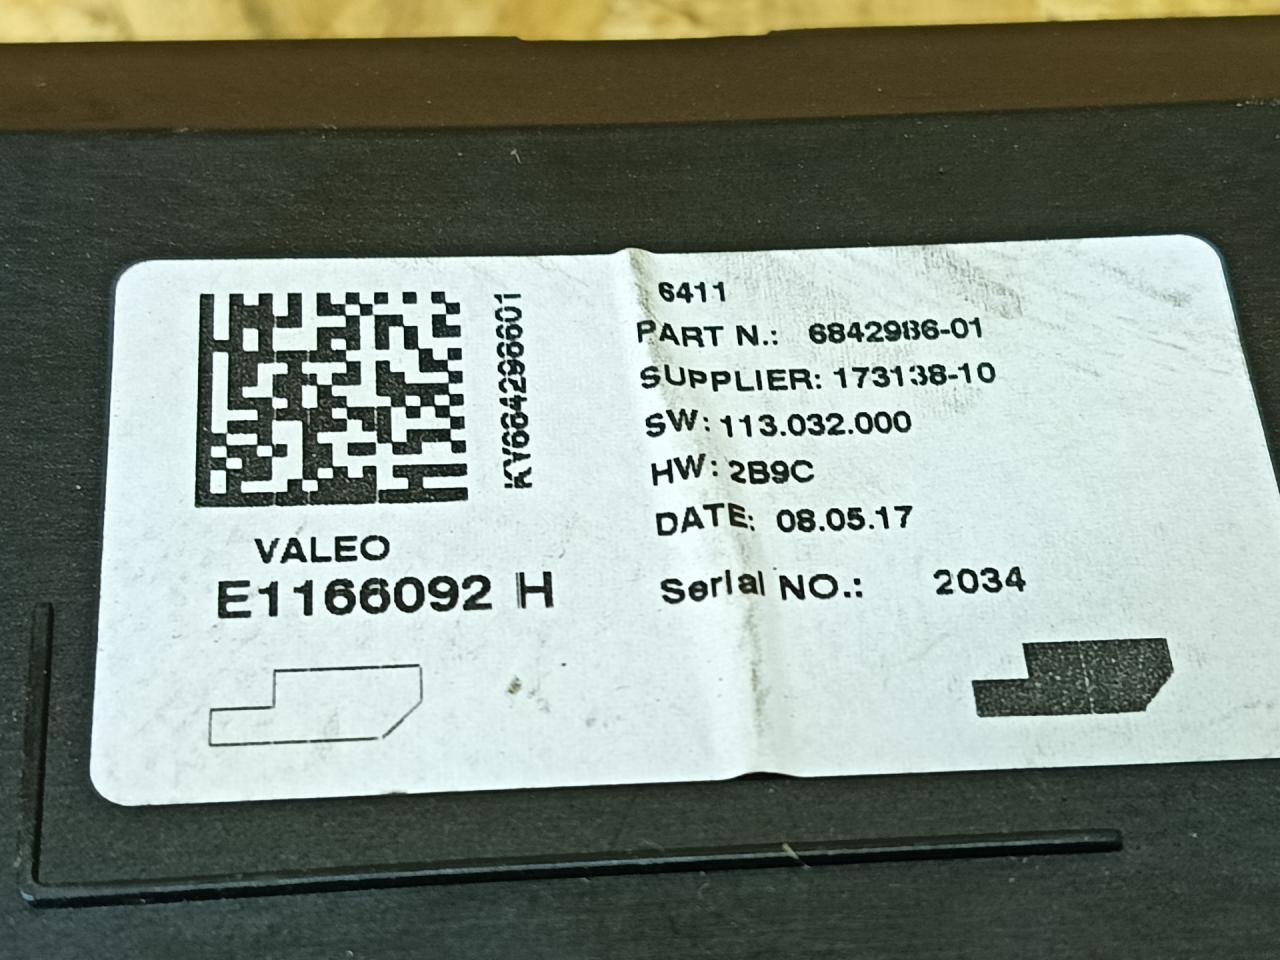 KY6842986601
VALEO
E1166092 H
6411
PART N.: 6842986-01
SUPPLIER: 173138-10
SW: 113.032.000
HW: 2B9C
DATE: 08.05.17
Serial NO.: 2034